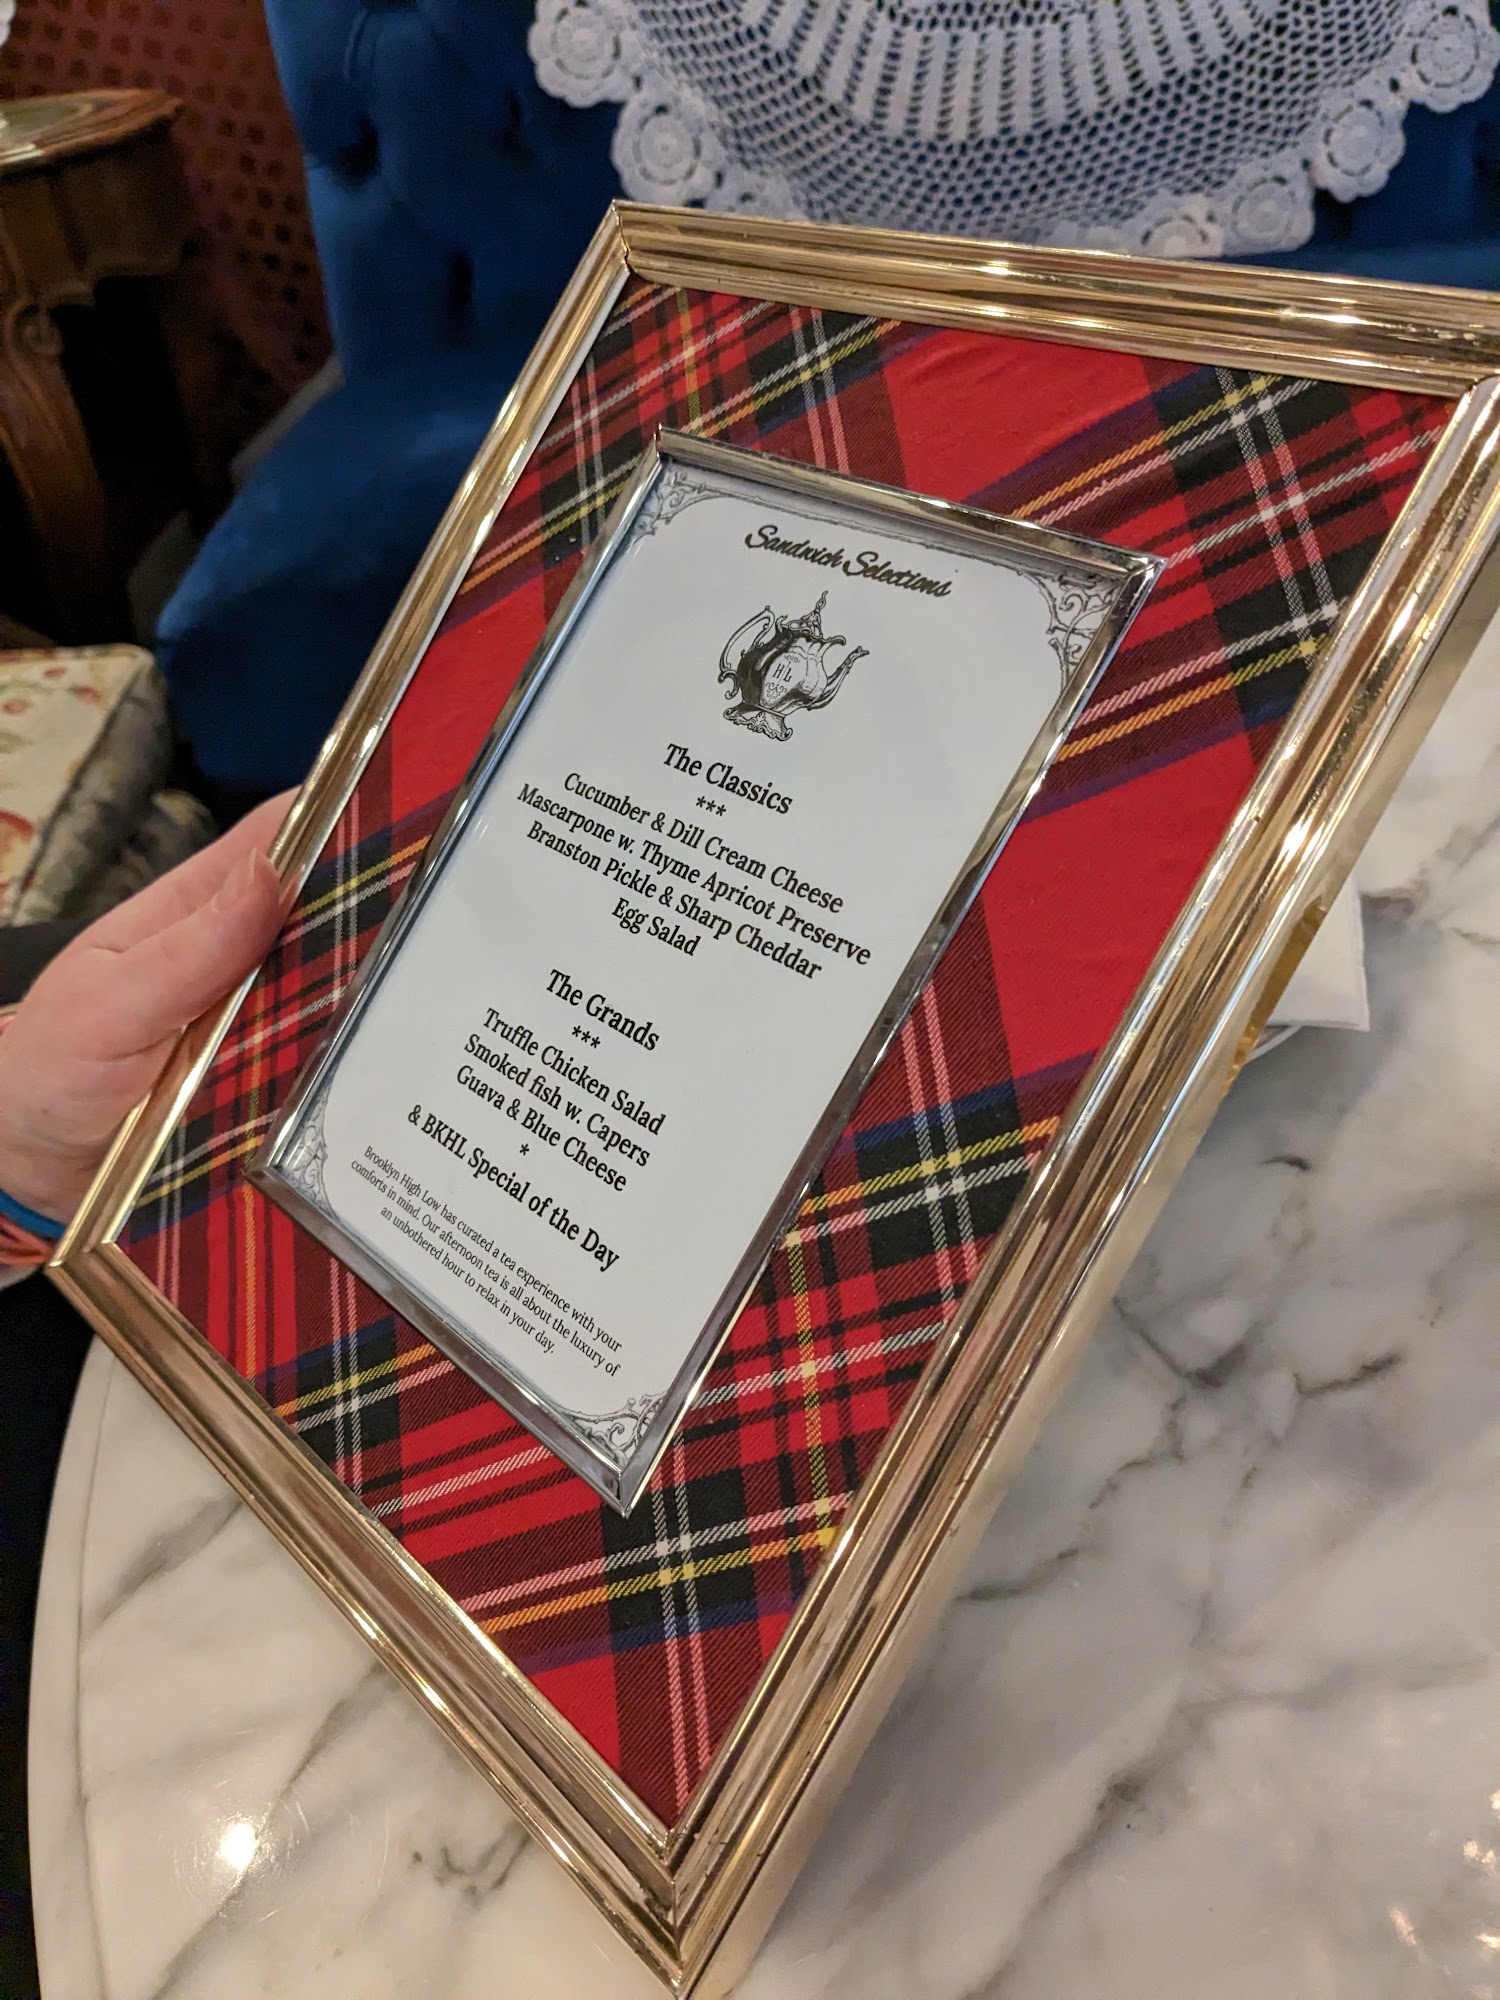 Sandwich Selections
HL
The Classics
***
Cucumber & Dill Cream Cheese
Mascarpone w. Thyme Apricot Preserve
Branston Pickle & Sharp Cheddar
Egg Salad
The Grands
***
Truffle Chicken Salad
Smoked fish w. Capers
Guava & Blue Cheese
*
& BKHL Special of the Day
Brooklyn High Low has curated a tea experience with your
comforts in mind. Our afternoon tea is all about the luxury of
an unbothered hour to relax in your day.